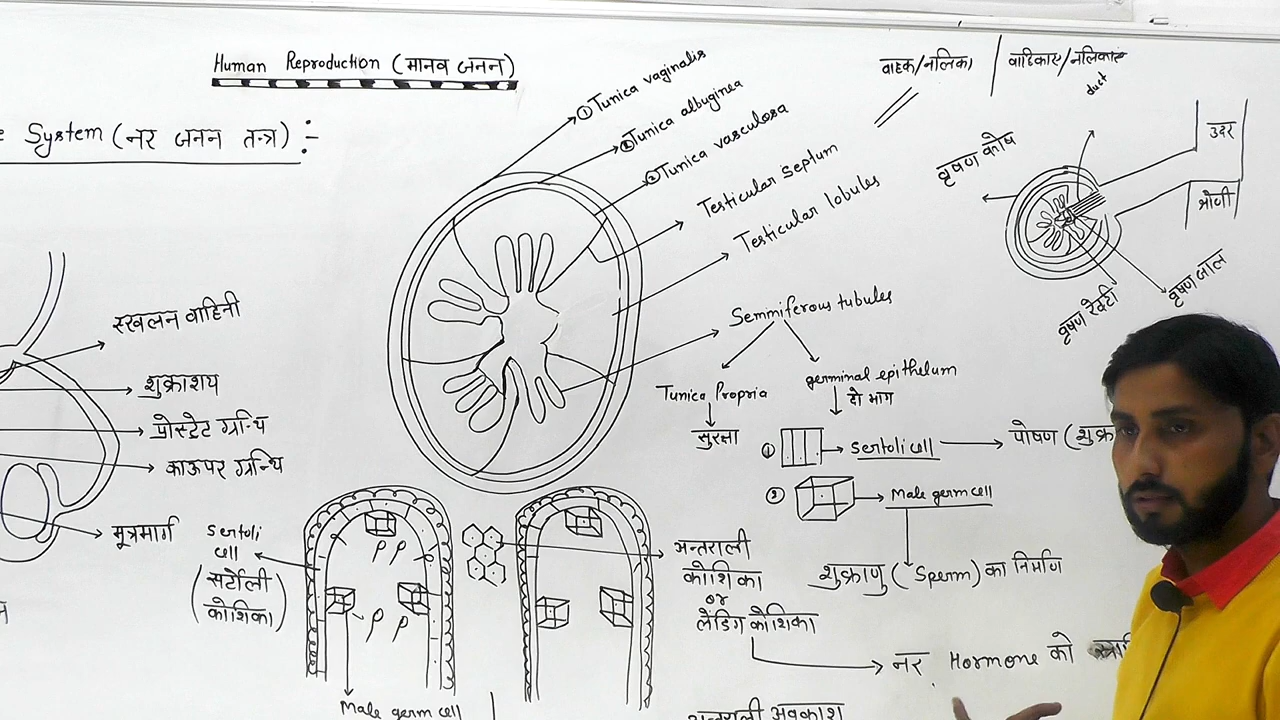 Human Reproduction (मानव जनन)
System (नर जनन तन्त्र) :-
① Tunica vaginalis
② Tunica albuginea
③ Tunica vasculosa
Testicular septum
Testicular lobules
Semmiferous tubules
Tunica Propria
सुरक्षा
germinal epithelum
दो भाग
① Sertoli cell
पोषण (शुक्र
② Male germ cell
शुक्राणु (Sperm) का निर्माण
वाहक/नलिका
वाहिकाए/नलिकाए
duct
वृषण कोष
उदर
श्रोणी
वृषण जाल
स्खलन वाहिनी
शुक्राशय
प्रोस्टेट ग्रन्थि
काऊपर ग्रन्थि
मूत्रमार्ग
Sertoli
cell
(सर्टोली
कोशिका)
Male germ cell
अन्तराली
कोशिका
or
लेडिग कोशिका
नर Hormone को
अन्तराली अवकाश